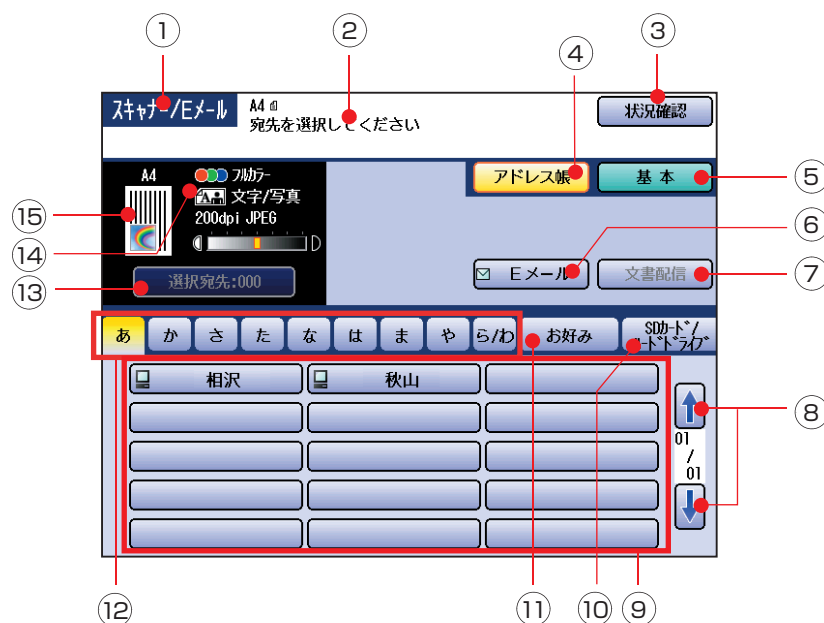 ① ② ③ ④
スキャナー/Eメール
A4
宛先を選択してください
状況確認
A4
フルカラー
文字/写真
200dpi JPEG
アドレス帳
基本
⑤
⑥
⑦
⑮
⑭
⑬
選択宛先:000
Eメール
文書配信
あ か さ た な は ま や ら/わ お好み SDカード/
カードドライブ
相沢 秋山
⑧
01
/
01
⑫ ⑪ ⑩ ⑨